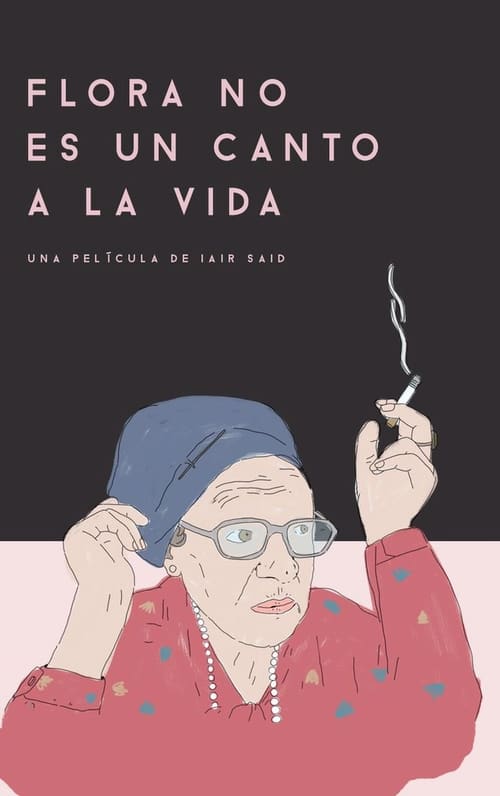 FLORA NO
ES UN CANTO
A LA VIDA
UNA PELÍCULA DE IAIR SAID